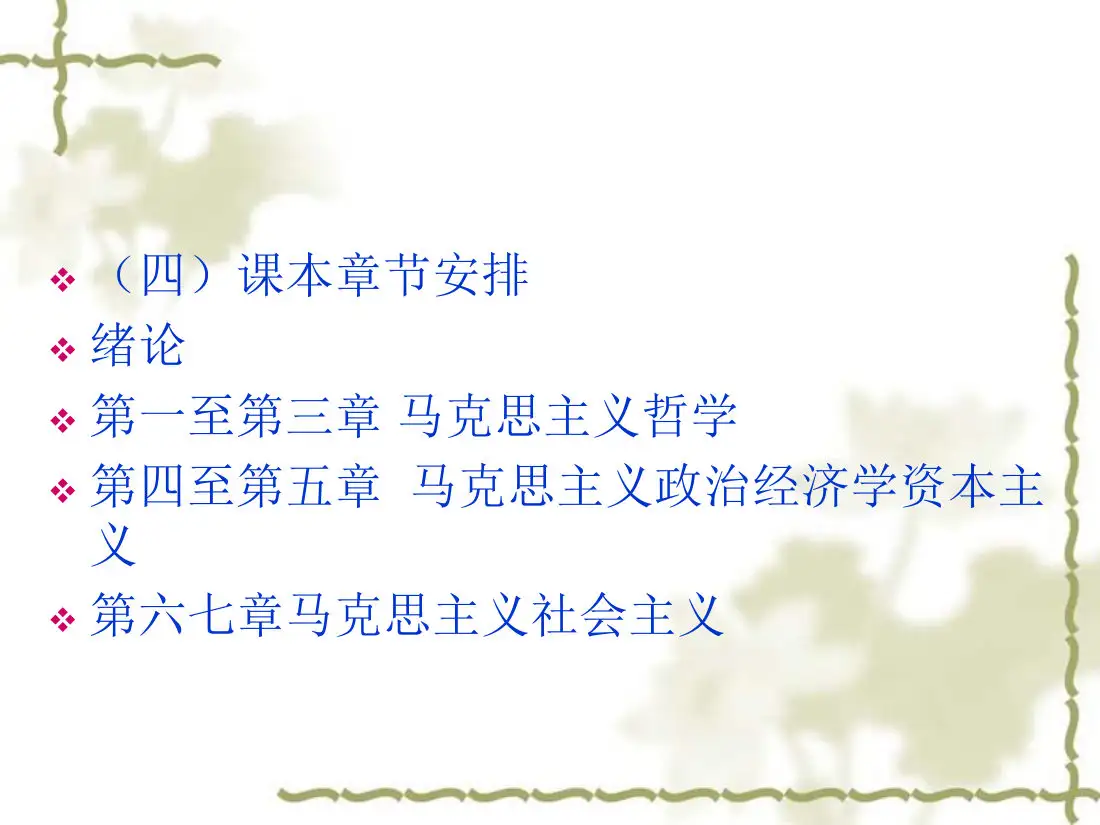 （四）课本章节安排
绪论
第一至第三章 马克思主义哲学
第四至第五章  马克思主义政治经济学资本主
义
第六七章马克思主义社会主义